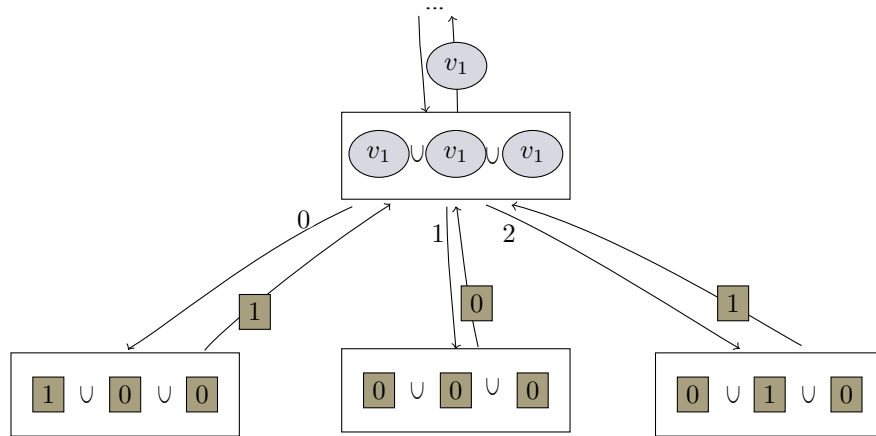 ...
v₁
v₁ ∪ v₁ ∪ v₁
0 1 2
1 0 1
1 ∪ 0 ∪ 0
0 ∪ 0 ∪ 0
0 ∪ 1 ∪ 0